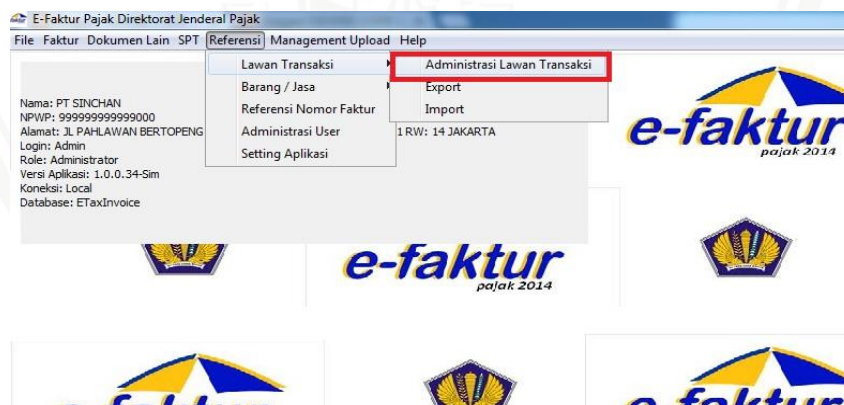 E-Faktur Pajak Direktorat Jenderal Pajak
File Faktur Dokumen Lain SPT Referensi Management Upload Help
Lawan Transaksi
Barang / Jasa
Referensi Nomor Faktur
Administrasi User
Setting Aplikasi
Administrasi Lawan Transaksi
Export
Import
Nama: PT SINCHAN
NPWP: 999999999999000
Alamat: JL PAHLAWAN BERTOPENG
1 RW: 14 JAKARTA
Login: Admin
Role: Administrator
Versi Aplikasi: 1.0.0.34-Sim
Koneksi: Local
Database: ETaxInvoice
e-faktur
pajak 2014
e-faktur
pajak 2014